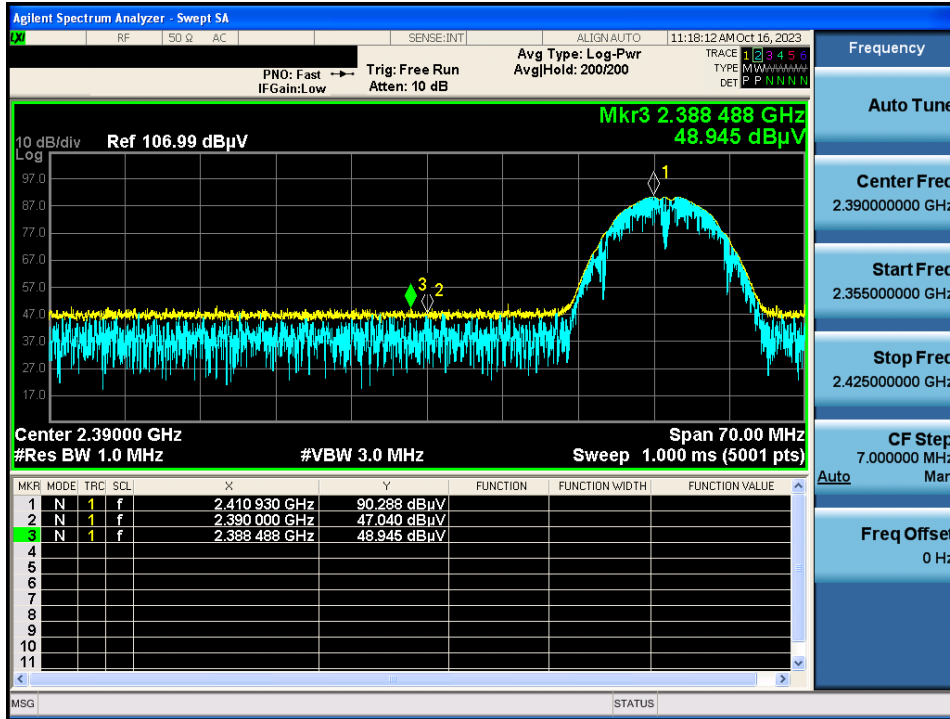 Agilent Spectrum Analyzer - Swept SA
LXI RF 50 Ω AC SENSE:INT ALIGN AUTO 11:18:12 AM Oct 16, 2023
PNO: Fast
IFGain:Low
Trig: Free Run
Atten: 10 dB
Avg Type: Log-Pwr
Avg|Hold: 200/200
TRACE 1 2 3 4 5 6
TYPE M W W W W W
DET P P N N N N
Mkr3 2.388 488 GHz
48.945 dBµV
10 dB/div Ref 106.99 dBµV
Log
97.0
87.0
77.0
67.0
57.0
47.0
37.0
27.0
17.0
1
3
2
Center 2.39000 GHz Span 70.00 MHz
#Res BW 1.0 MHz #VBW 3.0 MHz Sweep 1.000 ms (5001 pts)
MKR MODE TRC SCL X Y FUNCTION FUNCTION WIDTH FUNCTION VALUE
1 N 1 f 2.410 930 GHz 90.288 dBµV
2 N 1 f 2.390 000 GHz 47.040 dBµV
3 N 1 f 2.388 488 GHz 48.945 dBµV
4
5
6
7
8
9
10
11
MSG STATUS
Frequency
Auto Tune
Center Freq
2.390000000 GHz
Start Freq
2.355000000 GHz
Stop Freq
2.425000000 GHz
CF Step
7.000000 MHz
Auto Man
Freq Offset
0 Hz